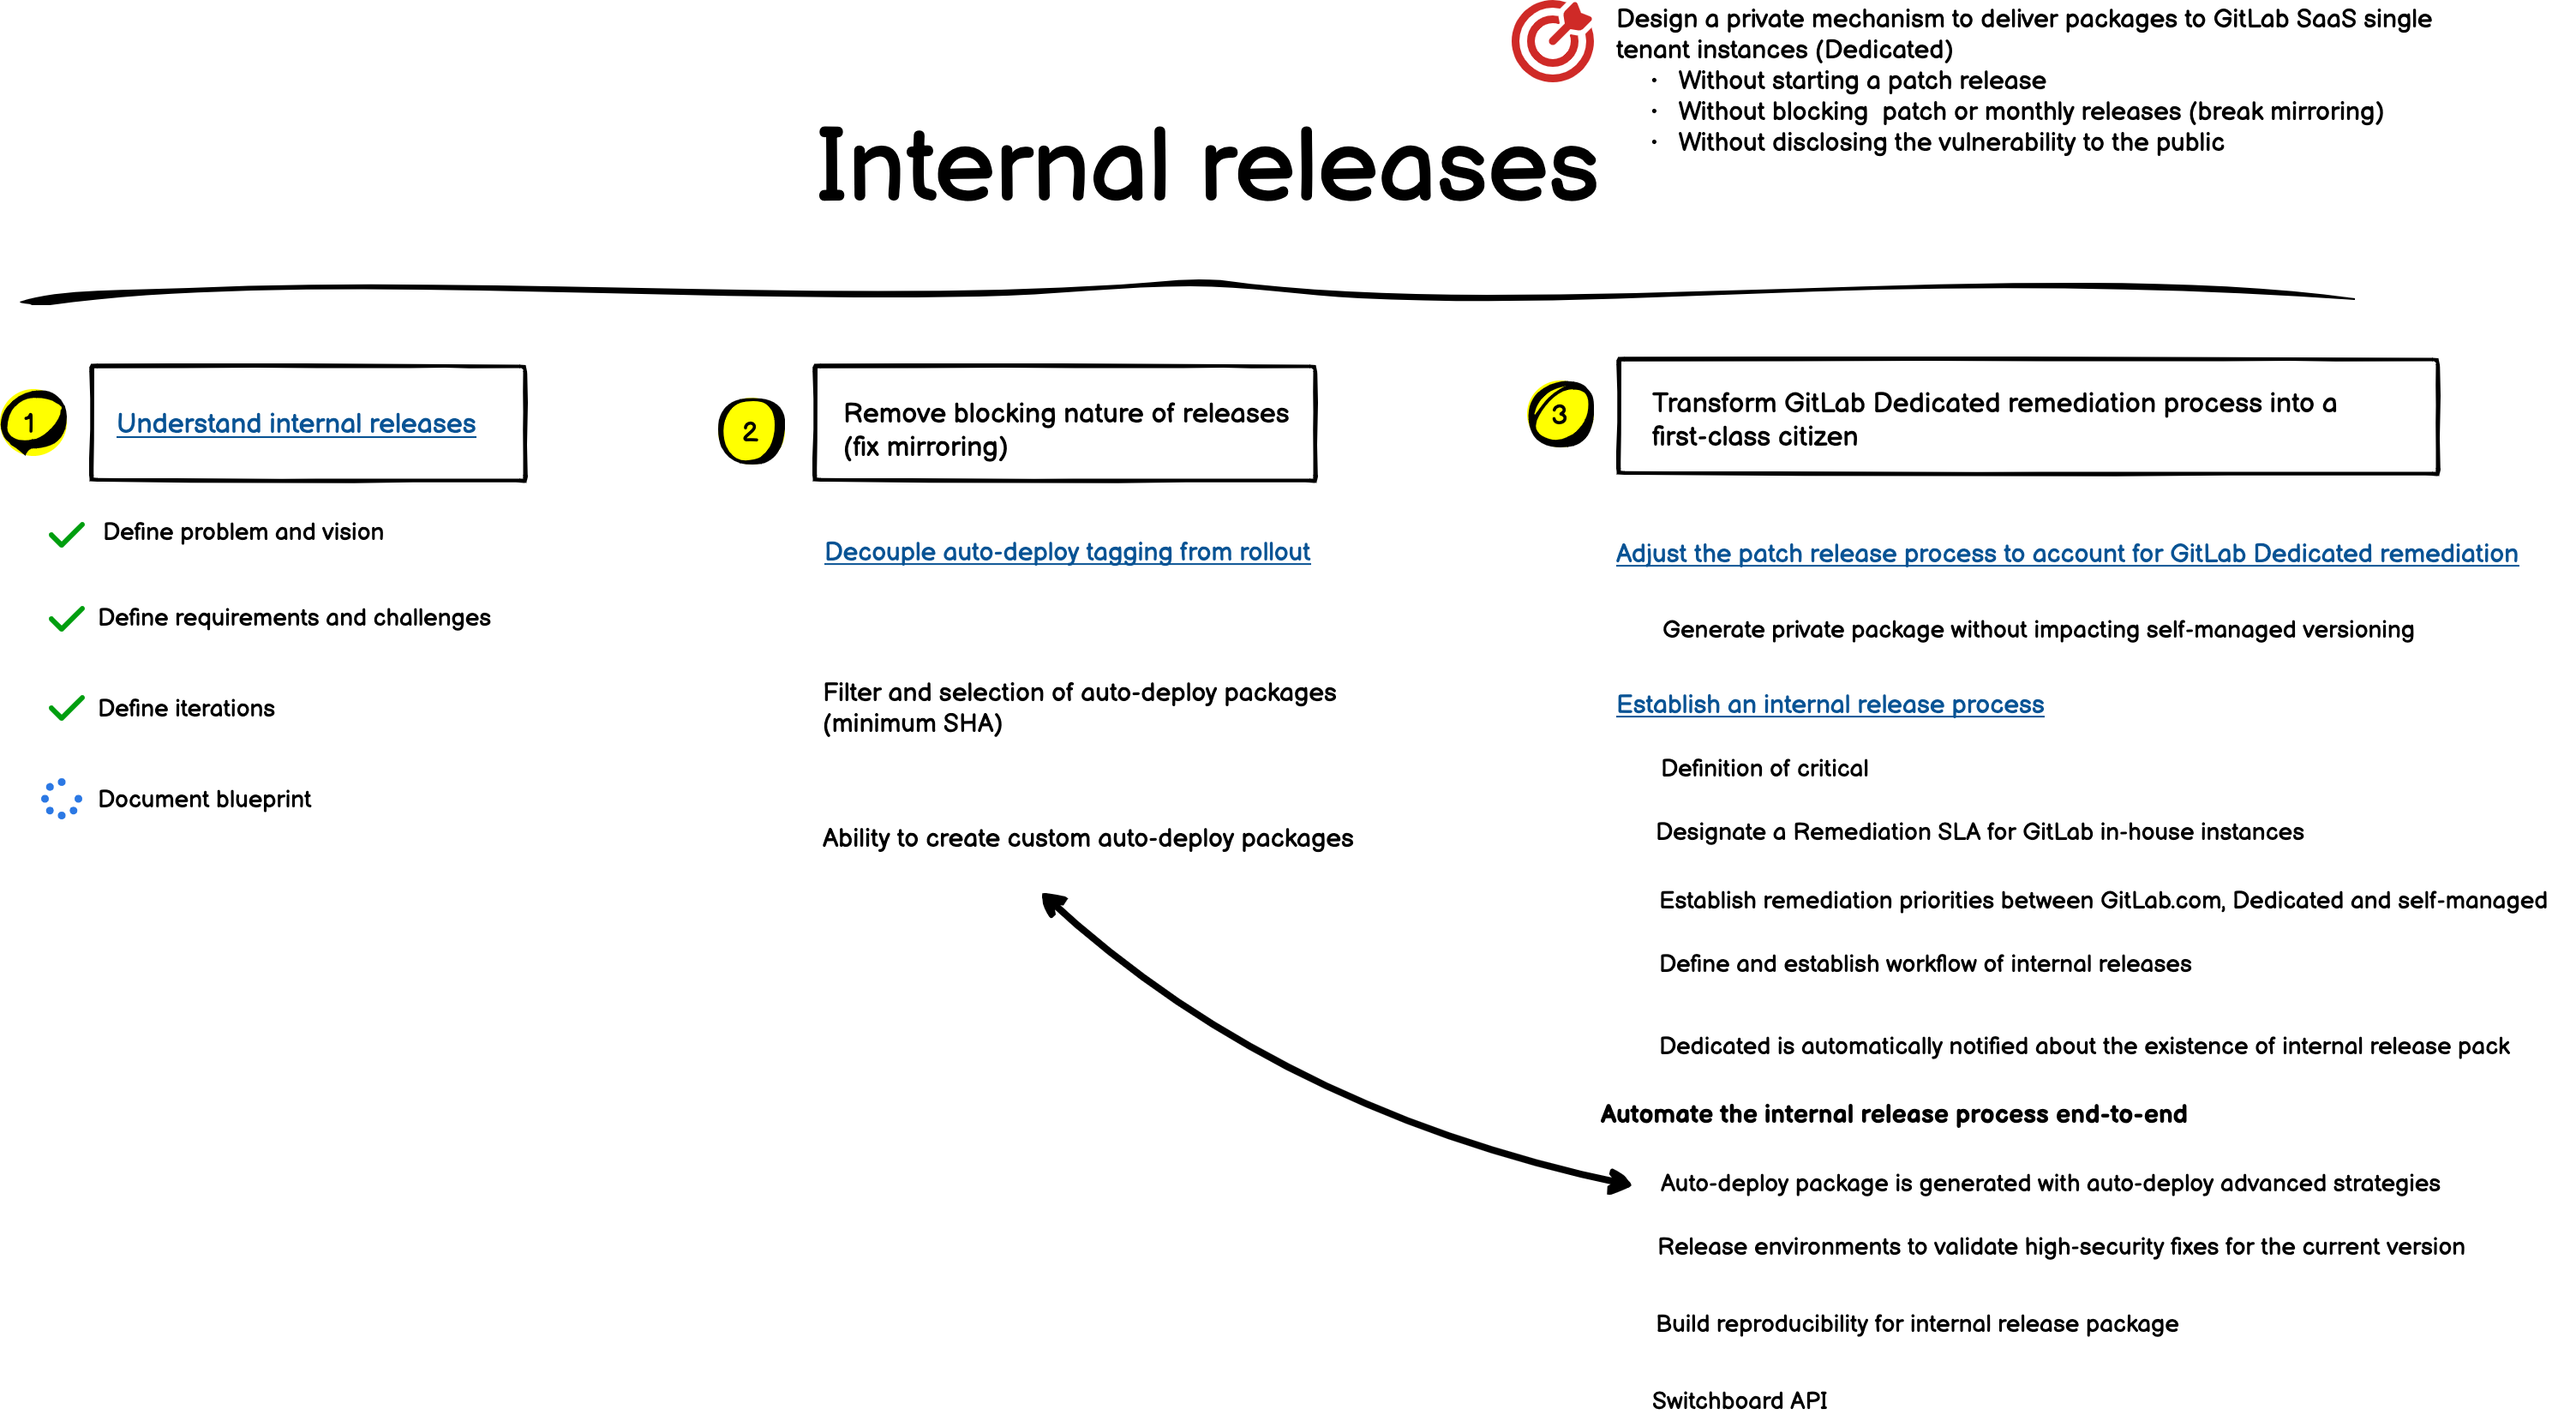 Design a private mechanism to deliver packages to GitLab SaaS single
tenant instances (Dedicated)
• Without starting a patch release
• Without blocking  patch or monthly releases (break mirroring)
• Without disclosing the vulnerability to the public
Internal releases
1
Understand internal releases
Define problem and vision
Define requirements and challenges
Define iterations
Document blueprint
2
Remove blocking nature of releases
(fix mirroring)
Decouple auto-deploy tagging from rollout
Filter and selection of auto-deploy packages
(minimum SHA)
Ability to create custom auto-deploy packages
3
Transform GitLab Dedicated remediation process into a
first-class citizen
Adjust the patch release process to account for GitLab Dedicated remediation
Generate private package without impacting self-managed versioning
Establish an internal release process
Definition of critical
Designate a Remediation SLA for GitLab in-house instances
Establish remediation priorities between GitLab.com, Dedicated and self-managed
Define and establish workflow of internal releases
Dedicated is automatically notified about the existence of internal release pack
Automate the internal release process end-to-end
Auto-deploy package is generated with auto-deploy advanced strategies
Release environments to validate high-security fixes for the current version
Build reproducibility for internal release package
Switchboard API